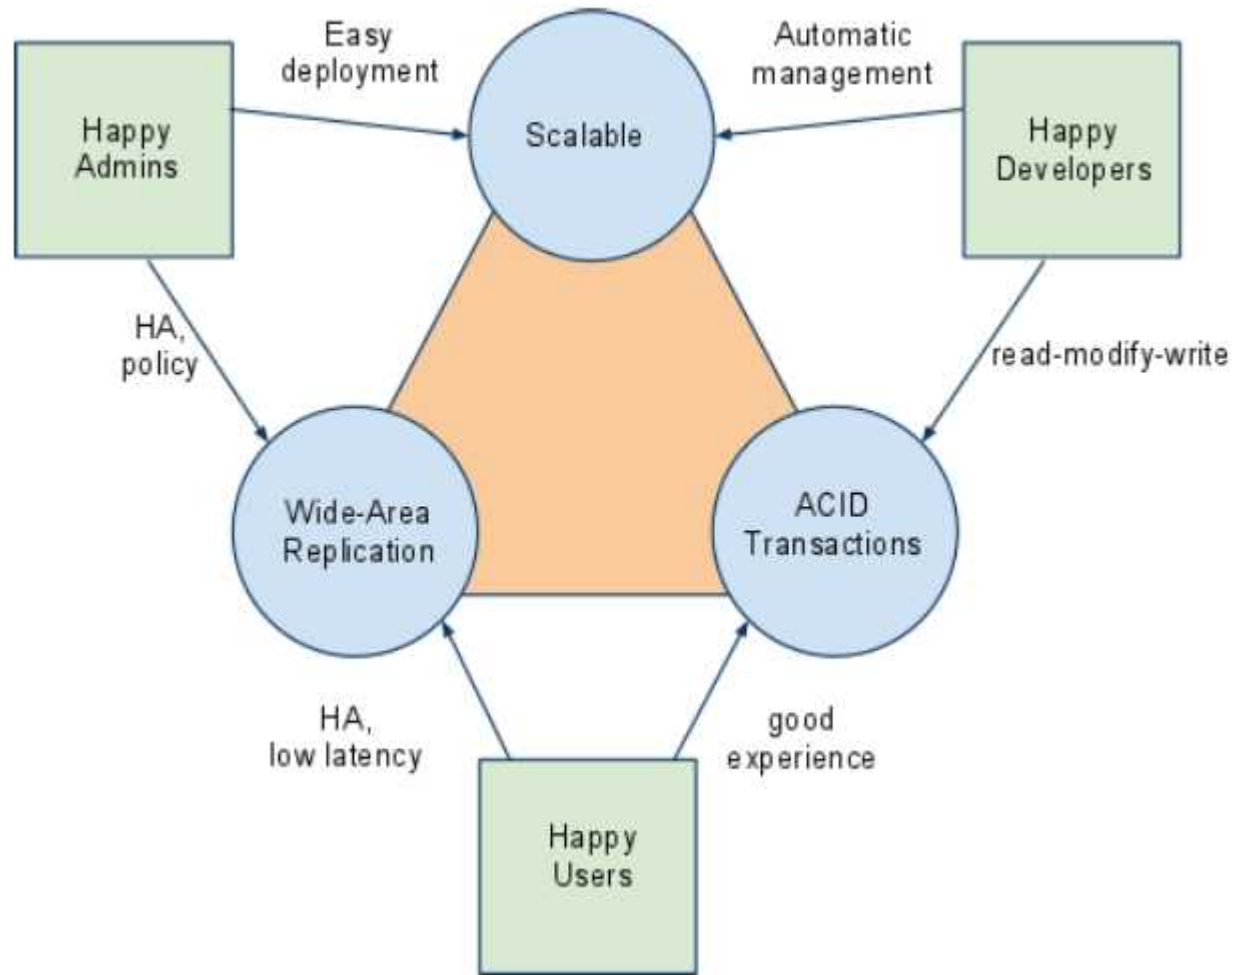 Easy
deployment
Automatic
management
Happy
Admins
Scalable
Happy
Developers
HA,
policy
read-modify-write
Wide-Area
Replication
ACID
Transactions
HA,
low latency
good
experience
Happy
Users